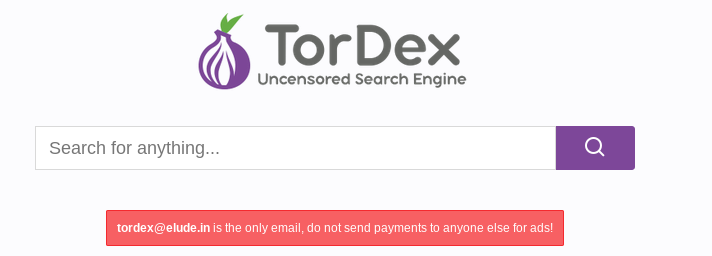 TorDex
Uncensored Search Engine
Search for anything...
tordex@elude.in is the only email, do not send payments to anyone else for ads!